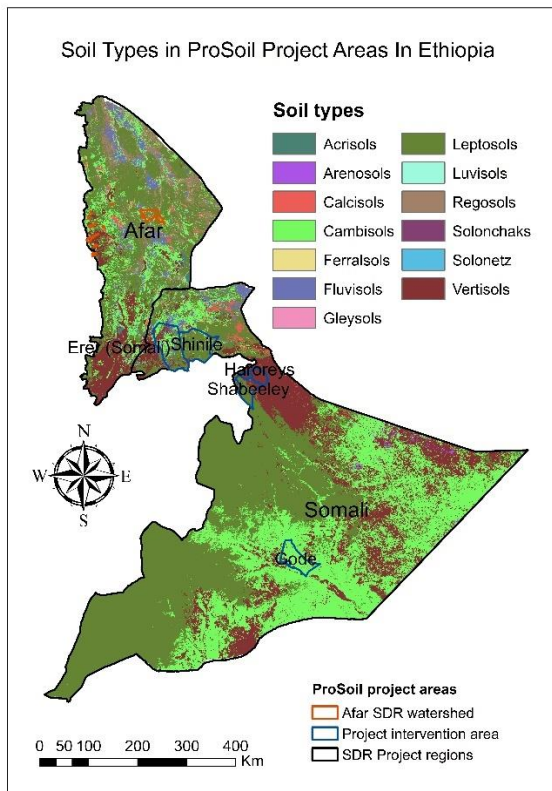 Soil Types in ProSoil Project Areas In Ethiopia
Soil types
Acrisols
Arenosols
Calcisols
Cambisols
Ferralsols
Fluvisols
Gleysols
Leptosols
Luvisols
Regosols
Solonchaks
Solonetz
Vertisols
Afar
Erer (Somali)
Shinile
Haroreys
Shabeeley
Somali
Gode
N
W
E
S
ProSoil project areas
Afar SDR watershed
Project intervention area
SDR Project regions
0 50 100 200 300 400
Km